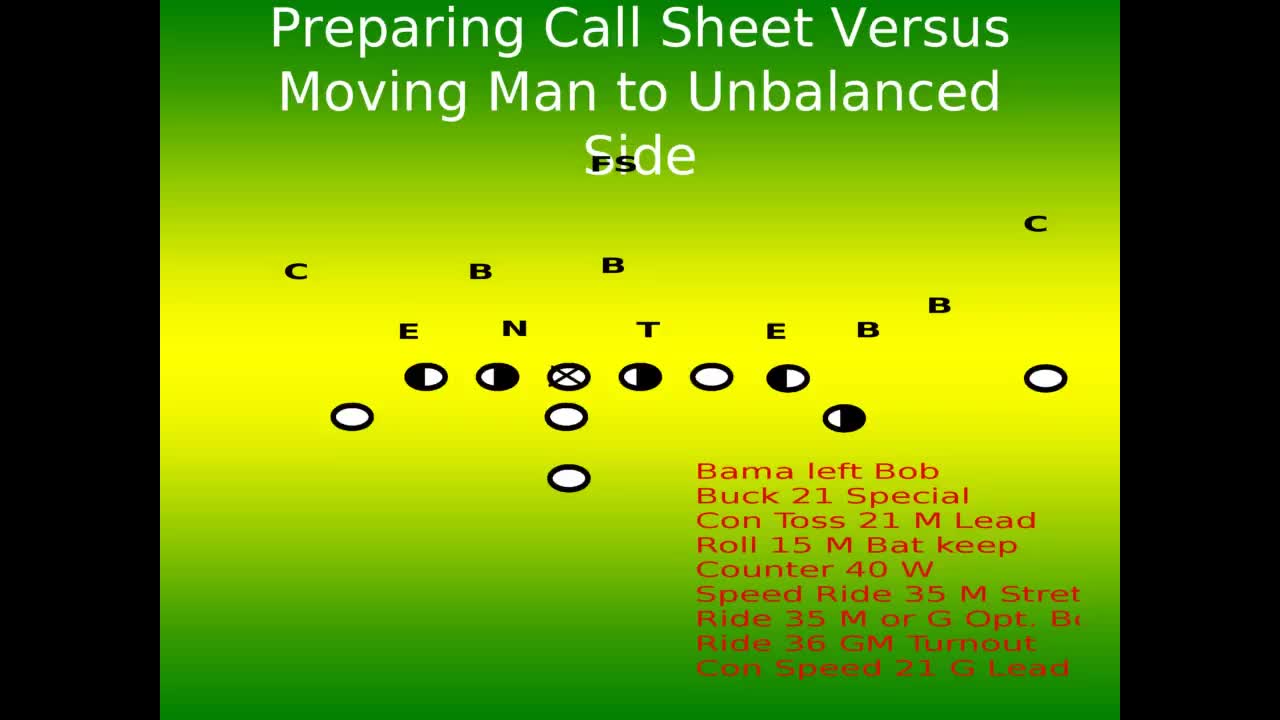 Preparing Call Sheet Versus
Moving Man to Unbalanced
Side
FS
C
C B B
B
E N T E B
Bama left Bob
Buck 21 Special
Con Toss 21 M Lead
Roll 15 M Bat keep
Counter 40 W
Speed Ride 35 M Stret
Ride 35 M or G Opt.
Ride 36 GM Turnout
Con Speed 21 G Lead